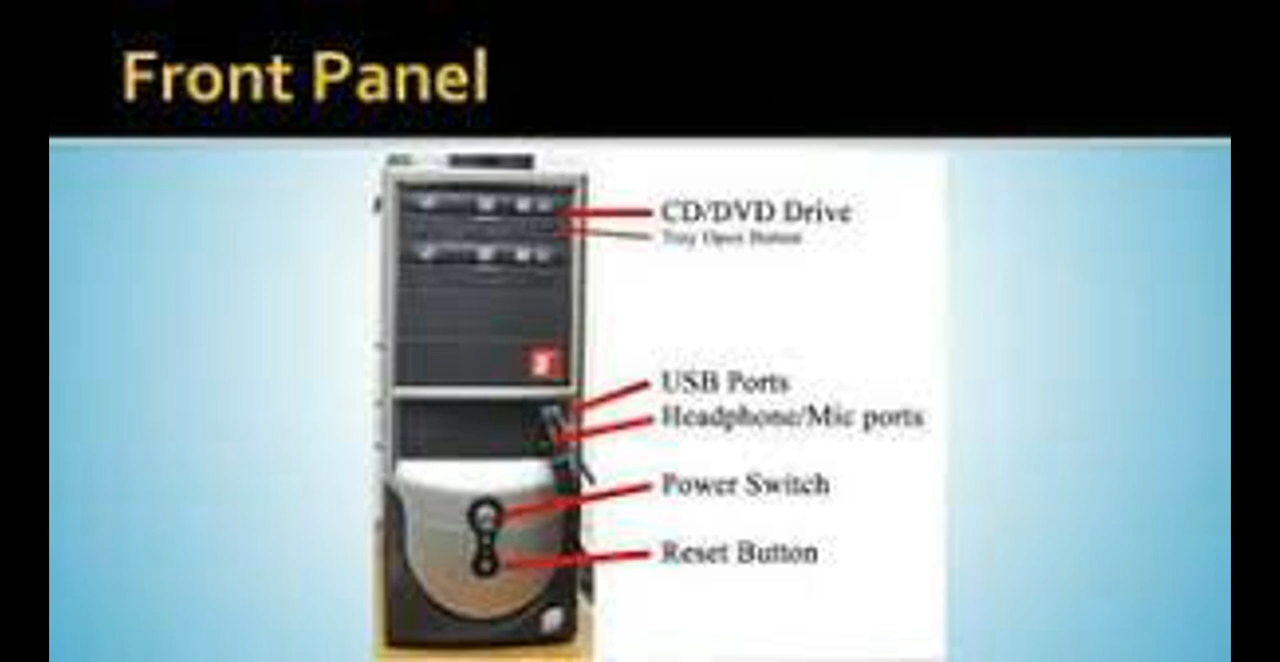 Front Panel
CD/DVD Drive
Tray Open Button
USB Ports
Headphone/Mic ports
Power Switch
Reset Button